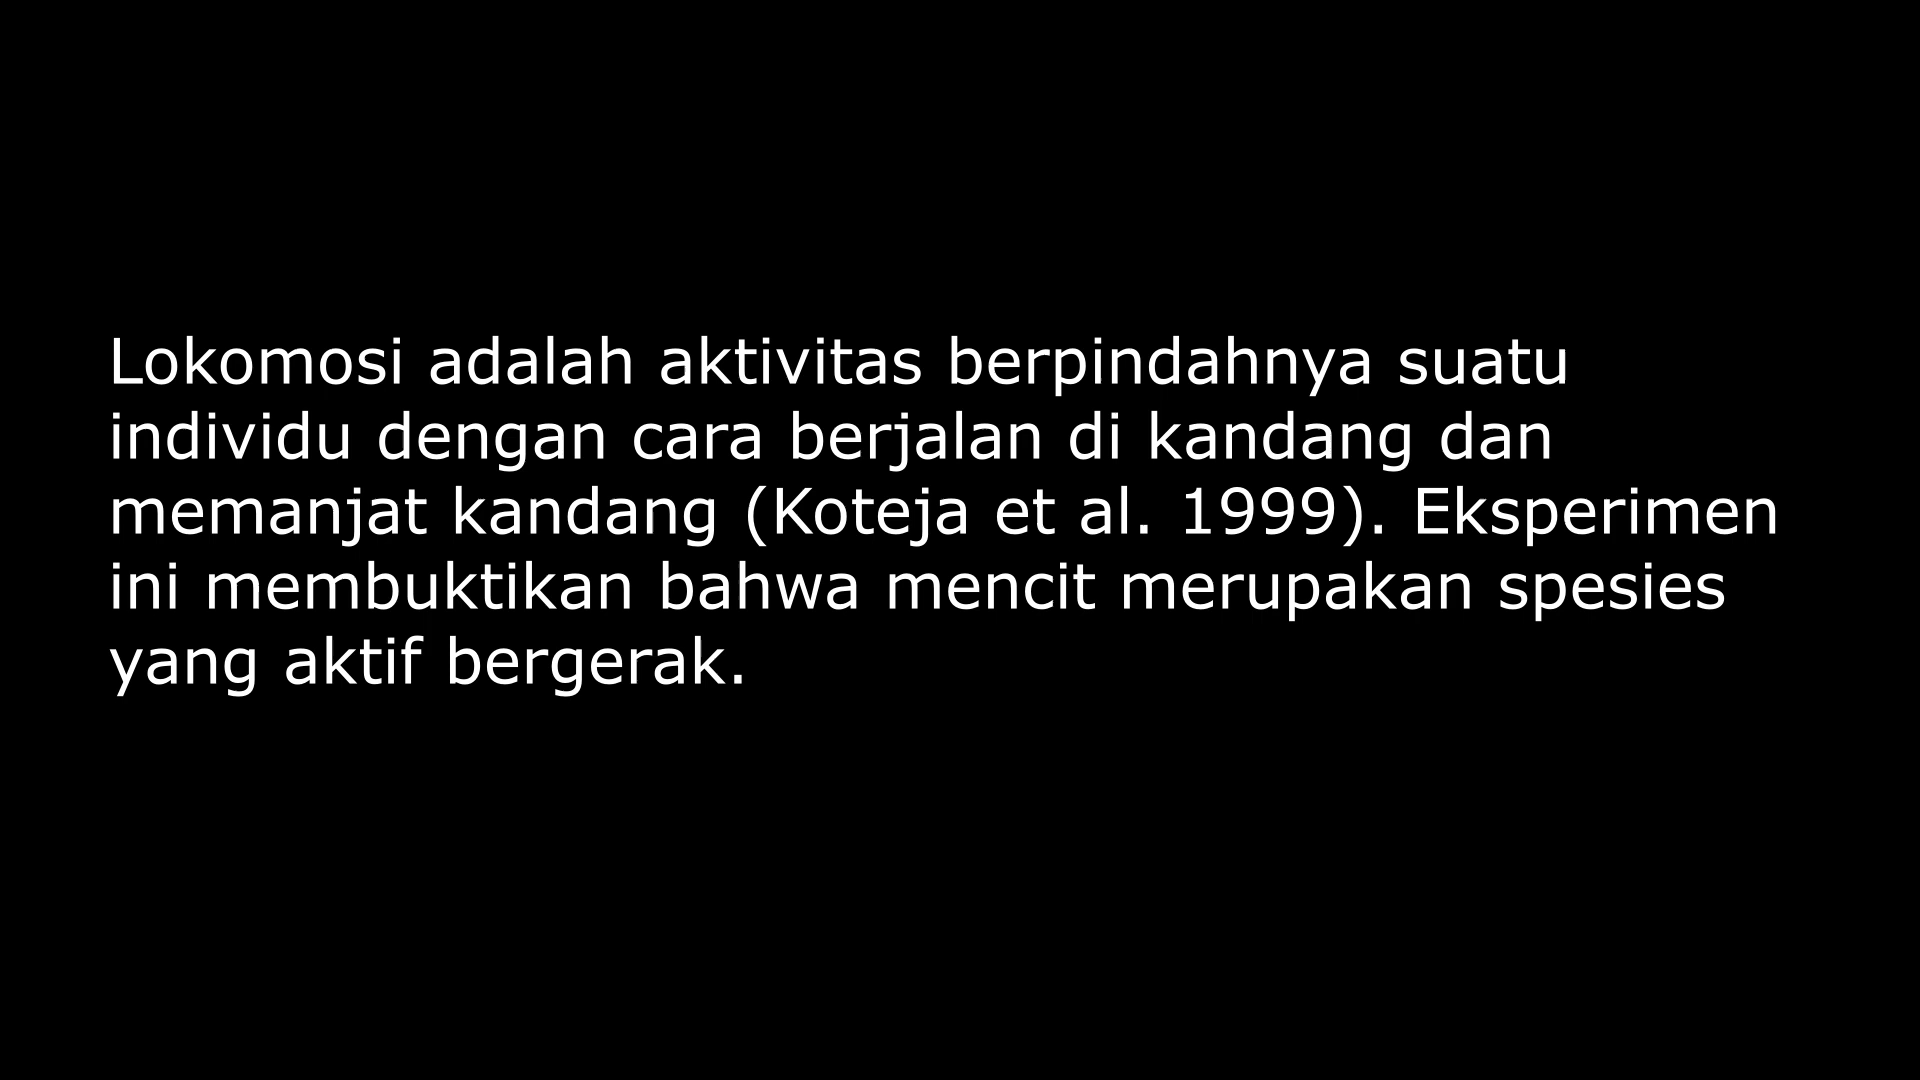 Lokomosi adalah aktivitas berpindahnya suatu
individu dengan cara berjalan di kandang dan
memanjat kandang (Koteja et al. 1999). Eksperimen
ini membuktikan bahwa mencit merupakan spesies
yang aktif bergerak.